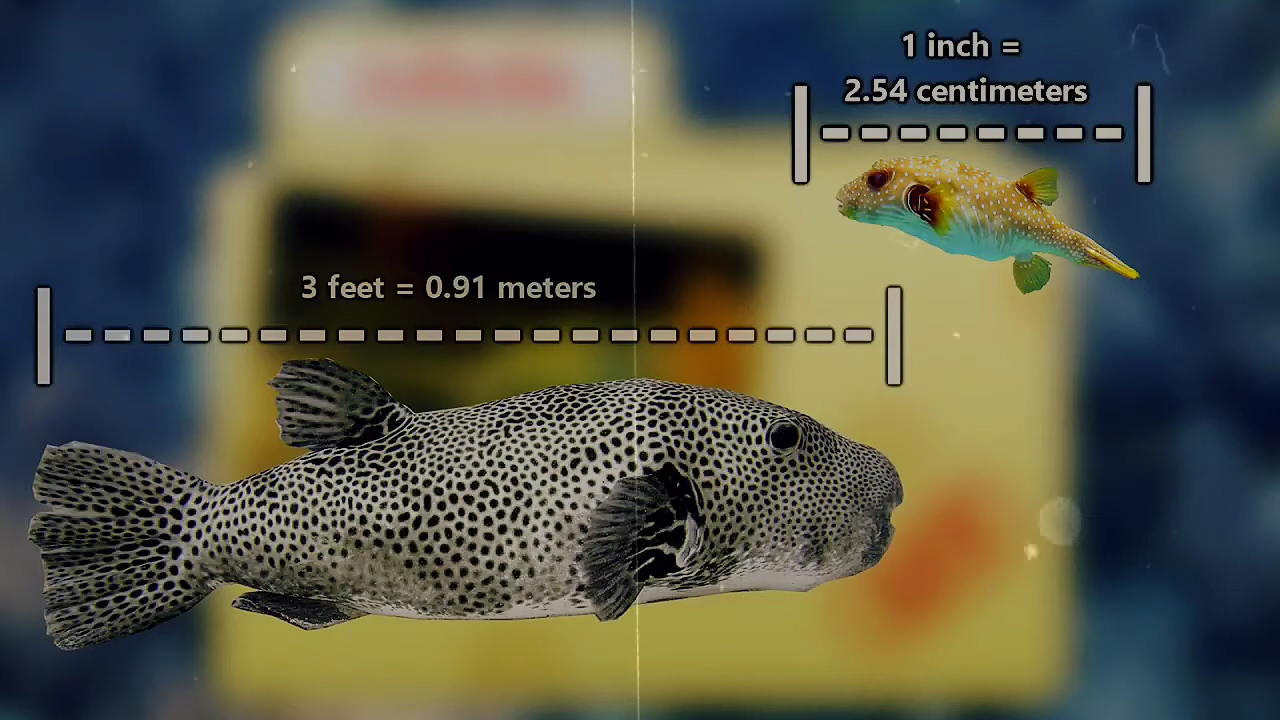 1 inch =
2.54 centimeters
3 feet = 0.91 meters